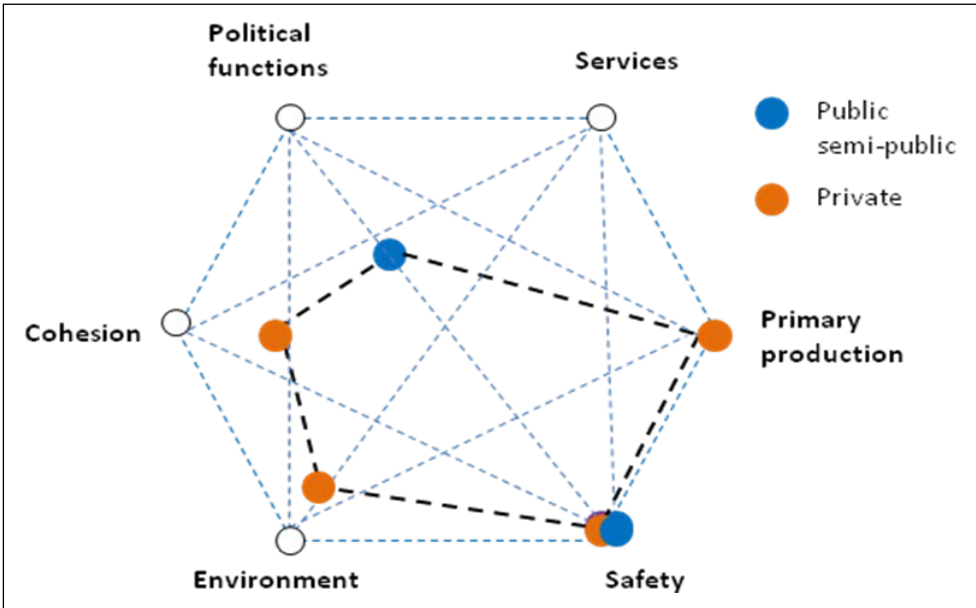 Political
functions
Services
Public
semi-public
Private
Cohesion
Primary
production
Environment
Safety